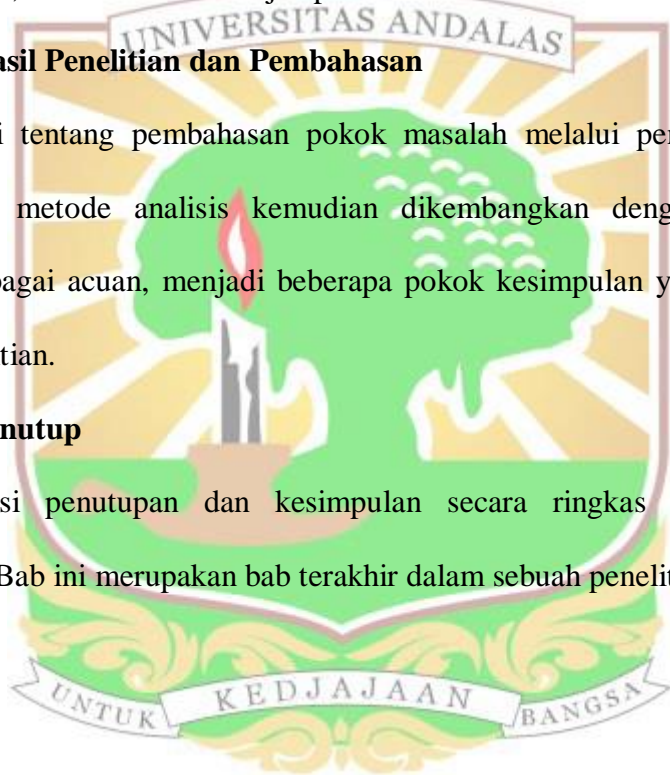 UNIVERSITAS ANDALAS
asil Penelitian dan Pembahasan
i tentang pembahasan pokok masalah melalui per
metode analisis kemudian dikembangkan deng
bagai acuan, menjadi beberapa pokok kesimpulan y
tian.
nutup
si penutupan dan kesimpulan secara ringkas
Bab ini merupakan bab terakhir dalam sebuah penelit
UNTUK KEDJAJAAN BANGSA